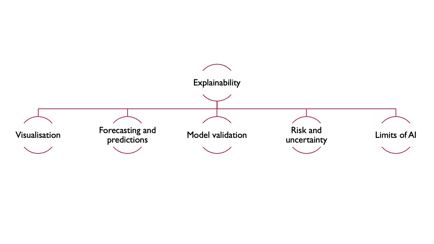 Explainability
Visualisation
Forecasting and
predictions
Model validation
Risk and
uncertainty
Limits of AI